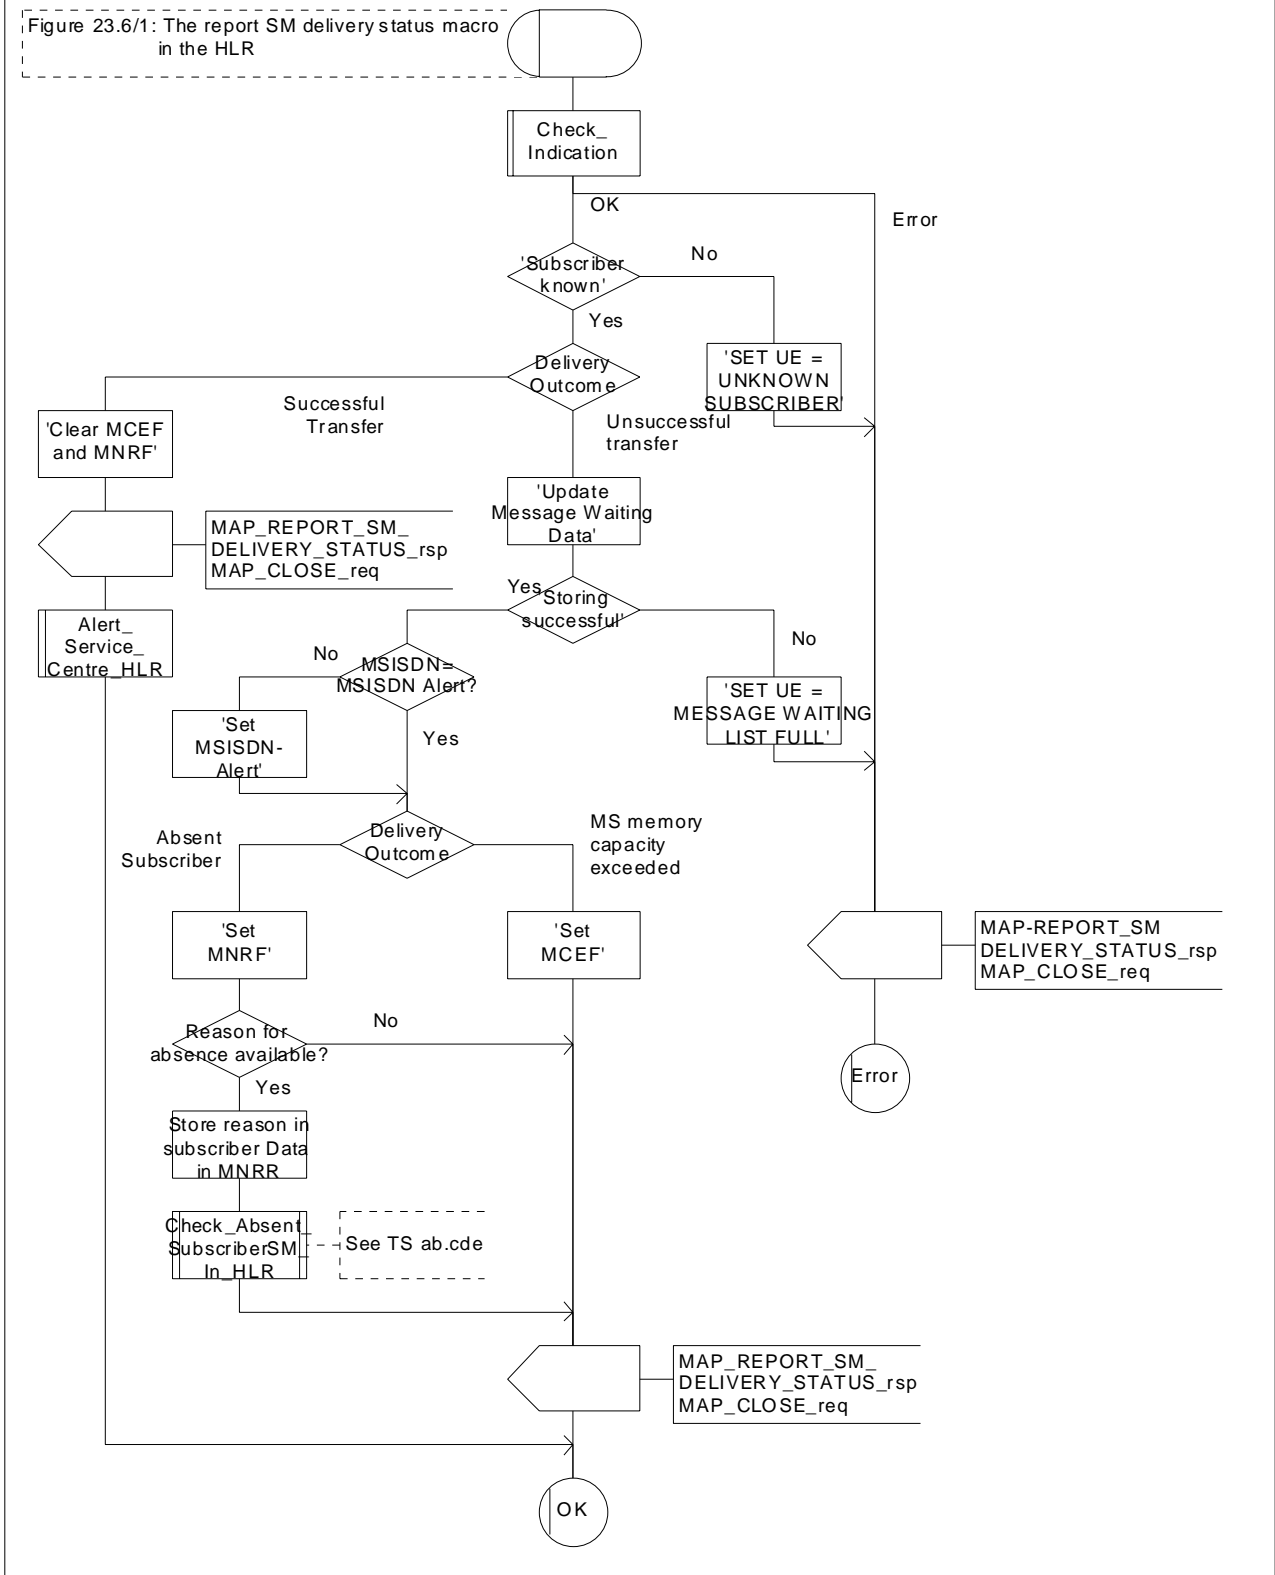 Figure 23.6/1: The report SM delivery status macro
in the HLR
Check_
Indication
OK
Error
'Subscriber
known'
No
Yes
Delivery
Outcome
'SET UE =
UNKNOWN
SUBSCRIBER'
Successful
Transfer
Unsuccessful
transfer
'Clear MCEF
and MNRF'
'Update
Message Waiting
Data'
MAP_REPORT_SM_
DELIVERY_STATUS_rsp
MAP_CLOSE_req
Yes
Storing
successful'
Alert_
Service_
Centre_HLR
No
No
MSISDN=
MSISDN Alert?
'SET UE =
MESSAGE WAITING
LIST FULL'
'Set
MSISDN-
Alert'
Yes
Absent
Subscriber
Delivery
Outcome
MS memory
capacity
exceeded
'Set
MNRF'
'Set
MCEF'
MAP-REPORT_SM
DELIVERY_STATUS_rsp
MAP_CLOSE_req
Reason for
absence available?
No
Error
Yes
Store reason in
subscriber Data
in MNRR
Check_Absent_
SubscriberSM_
In_HLR
See TS ab.cde
MAP_REPORT_SM_
DELIVERY_STATUS_rsp
MAP_CLOSE_req
OK